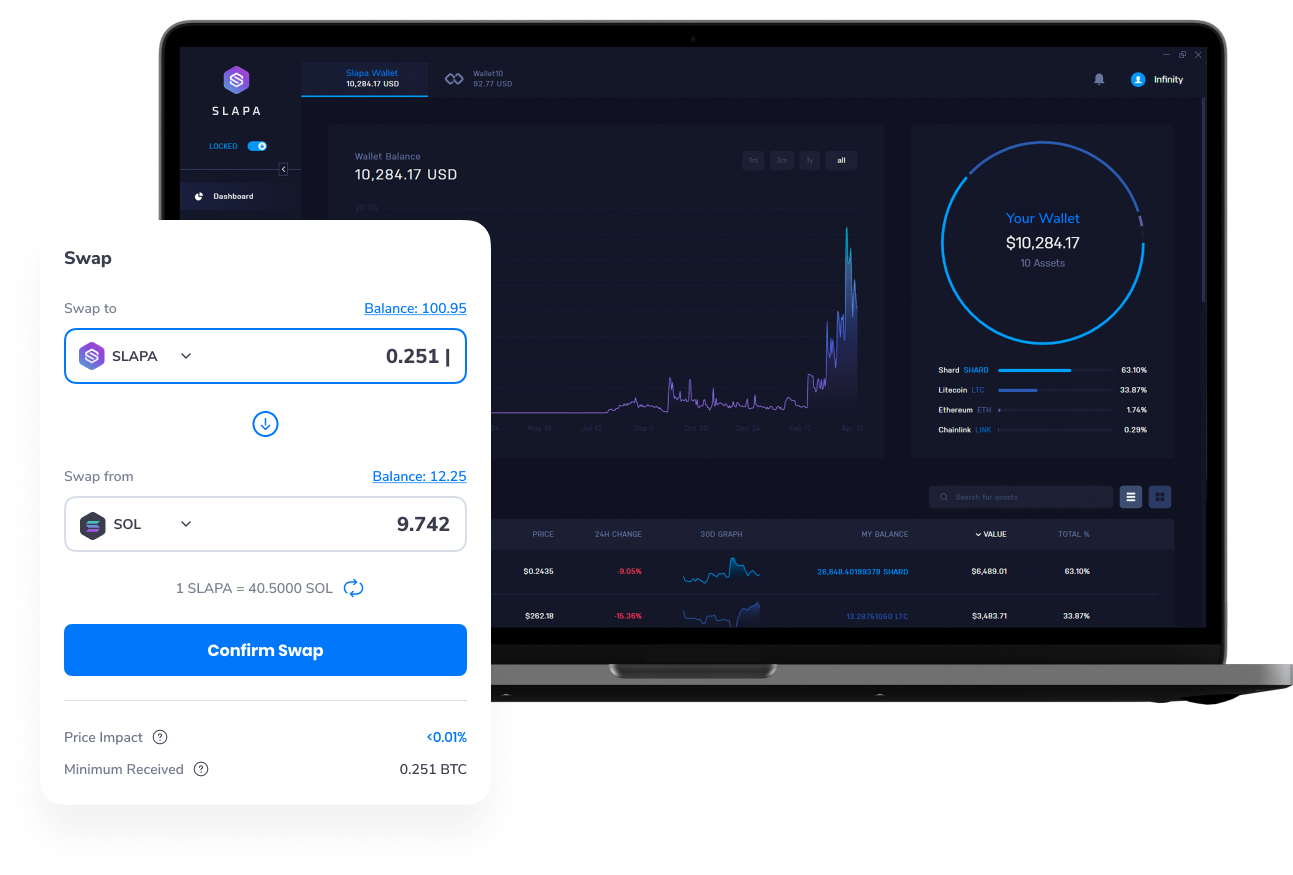 SLAPA
LOCKED
Dashboard
Slapa Wallet
10,284.17 USD
Wallet10
92.77 USD
Infinity
Wallet Balance
10,284.17 USD
1m 3m 1y all
20.12k
May 18 Jul 12 Sep 3 Oct 28 Dec 24 Feb 17 Apr 13
Your Wallet
$10,284.17
10 Assets
Shard SHARD 63.10%
Litecoin LTC 33.87%
Ethereum ETH 1.74%
Chainlink LINK 0.29%
Search for assets
PRICE 24H CHANGE 30D GRAPH MY BALANCE VALUE TOTAL %
$0.2435 -9.05% 26,648.40199378 SHARD $6,489.01 63.10%
$262.18 -15.36% 13.28761050 LTC $3,483.71 33.87%
Swap
Swap to Balance: 100.95
SLAPA 0.251 |
Swap from Balance: 12.25
SOL 9.742
1 SLAPA = 40.5000 SOL
Confirm Swap
Price Impact ? <0.01%
Minimum Received ? 0.251 BTC